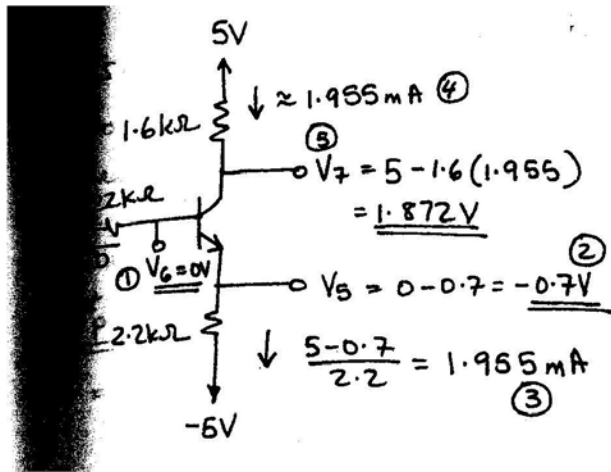 5V
≈ 1.955 mA ④
1.6kΩ
⑤
V7 = 5 - 1.6 (1.955)
= 1.872V
2kΩ
① V6 = 0V
②
V5 = 0 - 0.7 = -0.7V
2.2kΩ
5 - 0.7 / 2.2 = 1.955 mA
③
-5V